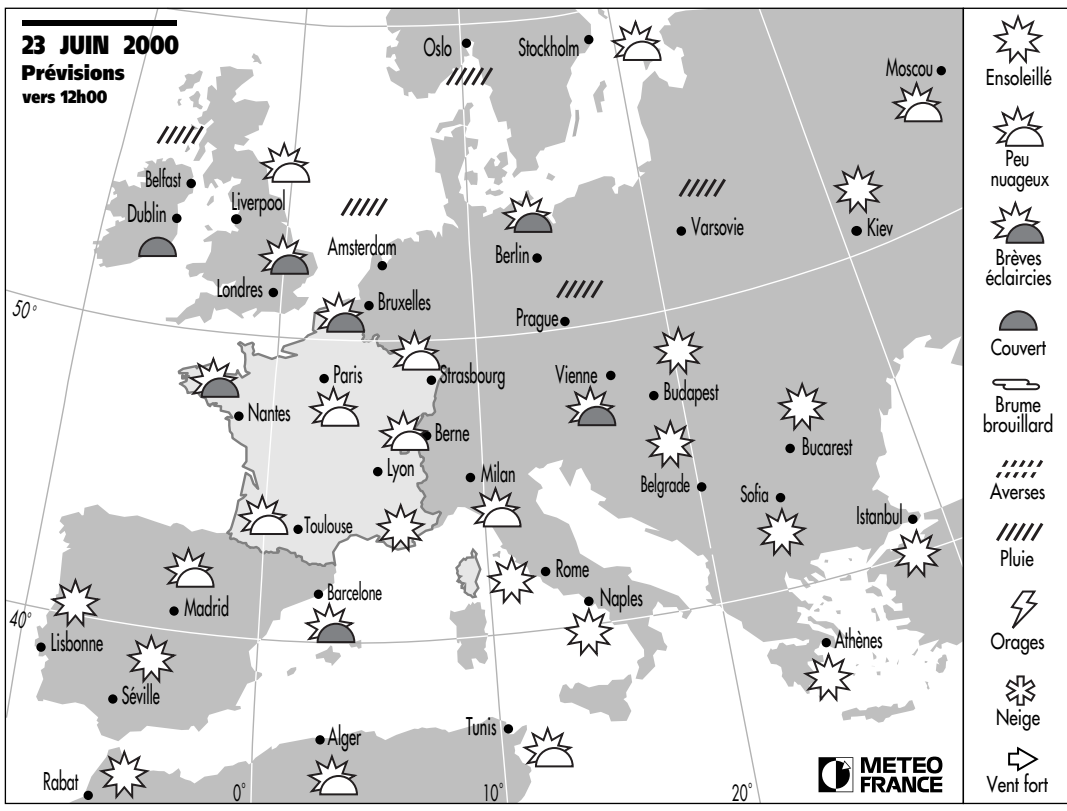 23 JUIN 2000
Prévisions
vers 12h00
Oslo
Stockholm
Moscou
Belfast
Dublin
Liverpool
Amsterdam
Londres
Bruxelles
Berlin
Varsovie
Kiev
50°
Prague
Paris
Strasbourg
Vienne
Budapest
Nantes
Berne
Bucarest
Lyon
Milan
Belgrade
Sofia
Istanbul
Toulouse
Rome
Barcelone
Naples
Madrid
40°
Lisbonne
Athènes
Séville
Alger
Tunis
Rabat
0°
10°
20°
METEO
FRANCE
Ensoleillé
Peu
nuageux
Brèves
éclaircies
Couvert
Brume
brouillard
Averses
Pluie
Orages
Neige
Vent fort